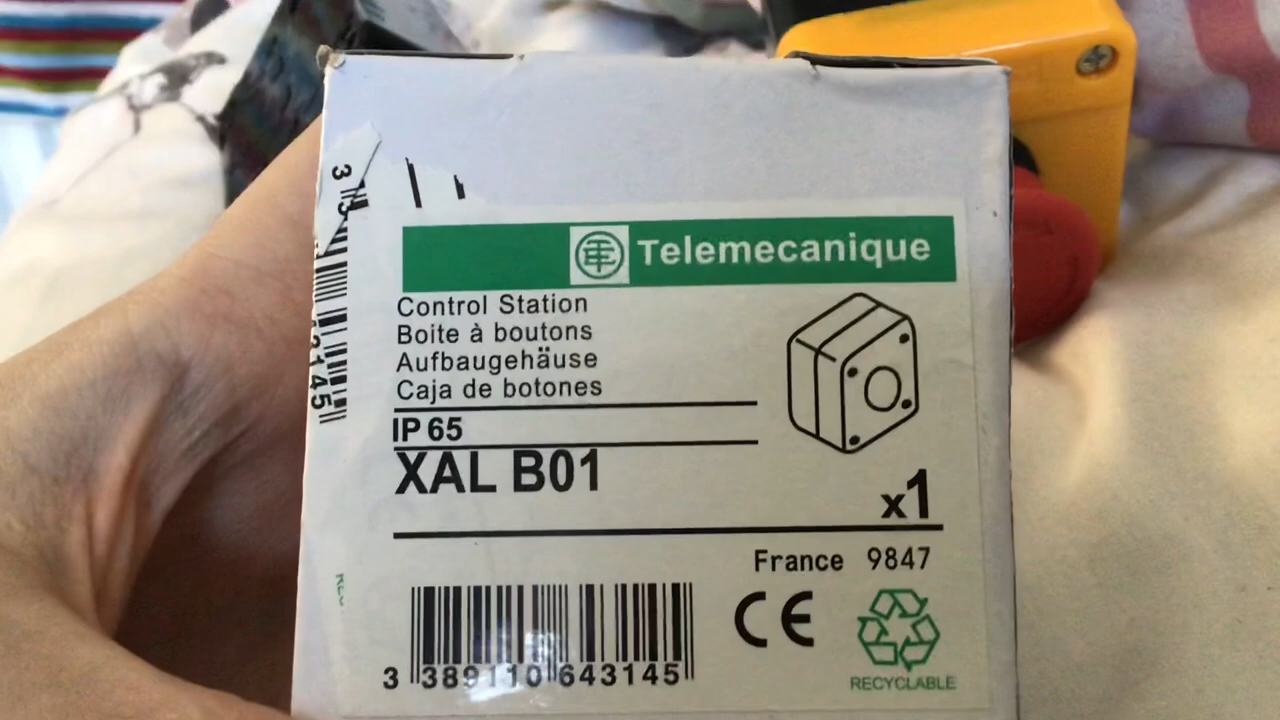 Telemecanique
Control Station
Boite à boutons
Aufbaugehäuse
Caja de botones
IP 65
XAL B01
x1
France 9847
CE
3 389110 643145
RECYCLABLE